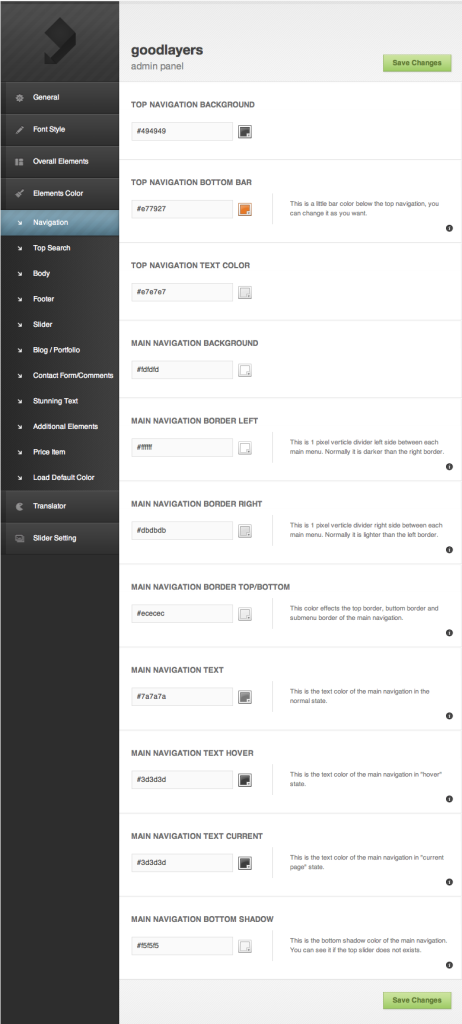 goodlayers
admin panel
Save Changes
General
Font Style
Overall Elements
Elements Color
Navigation
Top Search
Body
Footer
Slider
Blog / Portfolio
Contact Form/Comments
Stunning Text
Additional Elements
Price Item
Load Default Color
Translator
Slider Setting
TOP NAVIGATION BACKGROUND
#494949
TOP NAVIGATION BOTTOM BAR
#e77927
This is a little bar color below the top navigation, you
can change it as you want.
TOP NAVIGATION TEXT COLOR
#e7e7e7
MAIN NAVIGATION BACKGROUND
#fdfdfd
MAIN NAVIGATION BORDER LEFT
#ffffff
This is 1 pixel verticle divider left side between each
main menu. Normally it is darker than the right border.
MAIN NAVIGATION BORDER RIGHT
#dbdbdb
This is 1 pixel verticle divider right side between each
main menu. Normally it is lighter than the left border.
MAIN NAVIGATION BORDER TOP/BOTTOM
#ececec
This color effects the top border, buttom border and
submenu border of the main navigation.
MAIN NAVIGATION TEXT
#7a7a7a
This is the text color of the main navigation in the
normal state.
MAIN NAVIGATION TEXT HOVER
#3d3d3d
This is the text color of the main navigation in "hover"
state.
MAIN NAVIGATION TEXT CURRENT
#3d3d3d
This is the text color of the main navigation in "current
page" state.
MAIN NAVIGATION BOTTOM SHADOW
#f5f5f5
This is the bottom shadow color of the main navigation.
You can see it if the top slider does not exists.
Save Changes